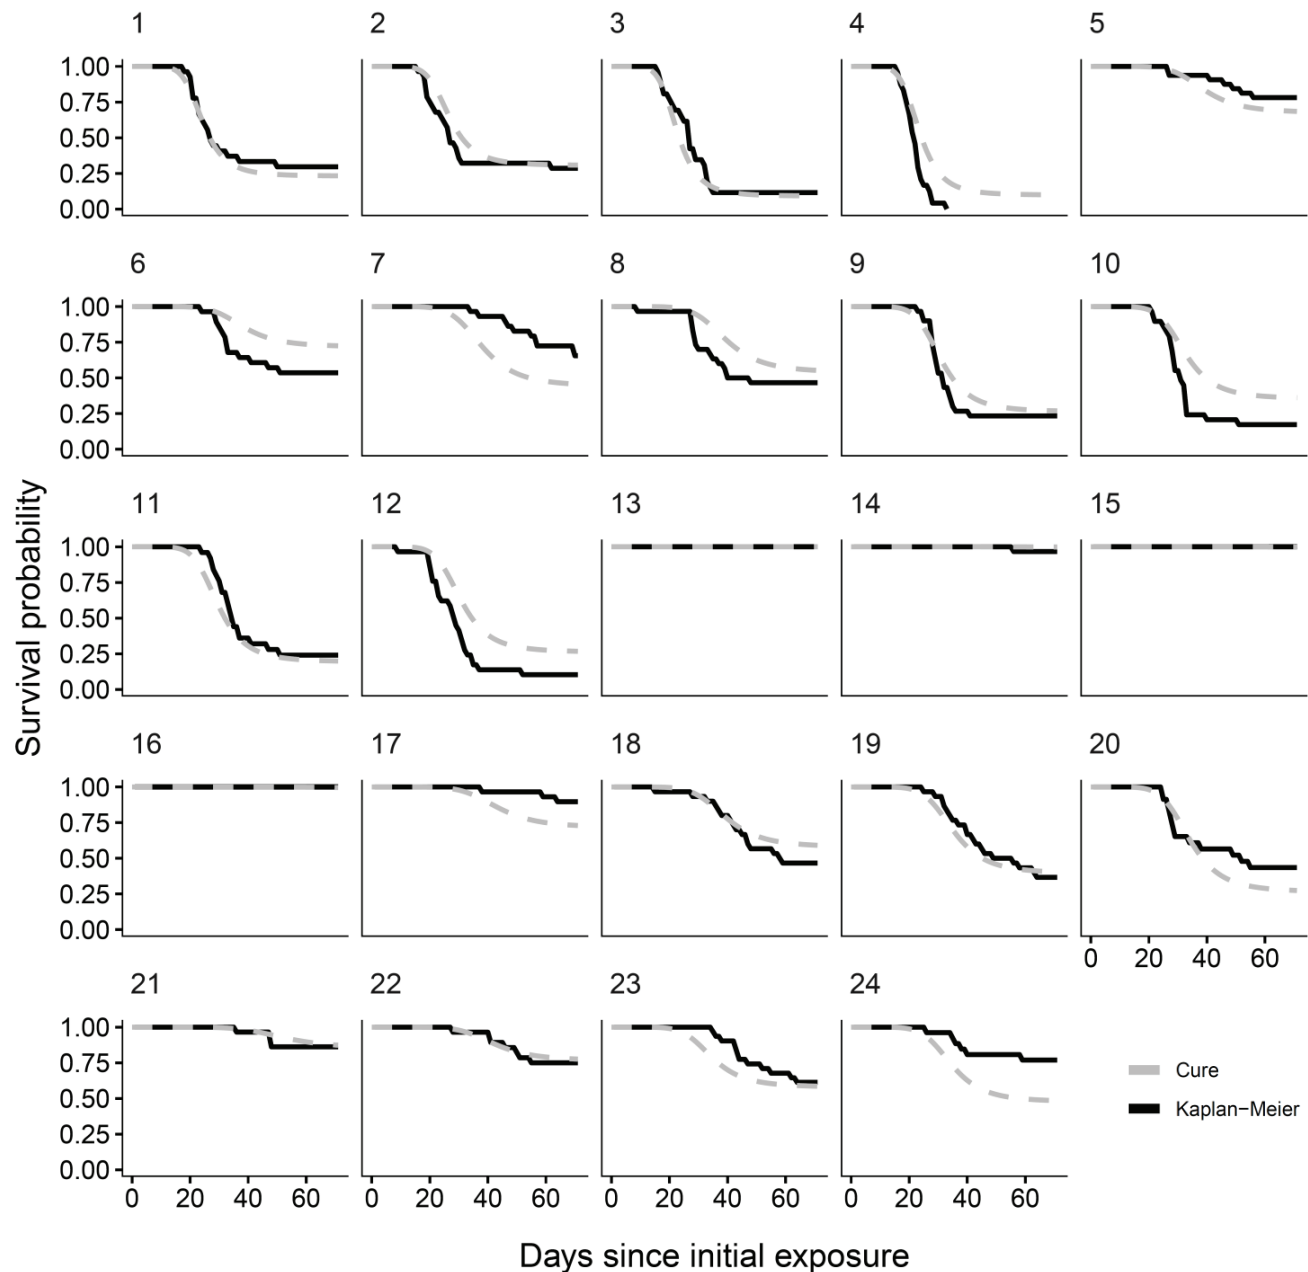 1 2 3 4 5
1.00
0.75
0.50
0.25
0.00
6 7 8 9 10
1.00
0.75
0.50
0.25
0.00
11 12 13 14 15
1.00
0.75
0.50
0.25
0.00
16 17 18 19 20
1.00
0.75
0.50
0.25
0.00
0 20 40 60
21 22 23 24
1.00
0.75
0.50
0.25
0.00
0 20 40 60 0 20 40 60 0 20 40 60 0 20 40 60
Cure
Kaplan−Meier
Survival probability
Days since initial exposure